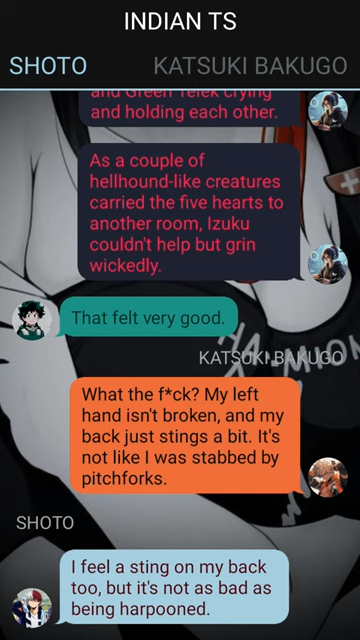 INDIAN TS
SHOTO KATSUKI BAKUGO
and Green Telek crying
and holding each other.
As a couple of
hellhound-like creatures
carried the five hearts to
another room, Izuku
couldn't help but grin
wickedly.
That felt very good.
KATSUKI BAKUGO
What the f*ck? My left
hand isn't broken, and my
back just stings a bit. It's
not like I was stabbed by
pitchforks.
SHOTO
I feel a sting on my back
too, but it's not as bad as
being harpooned.